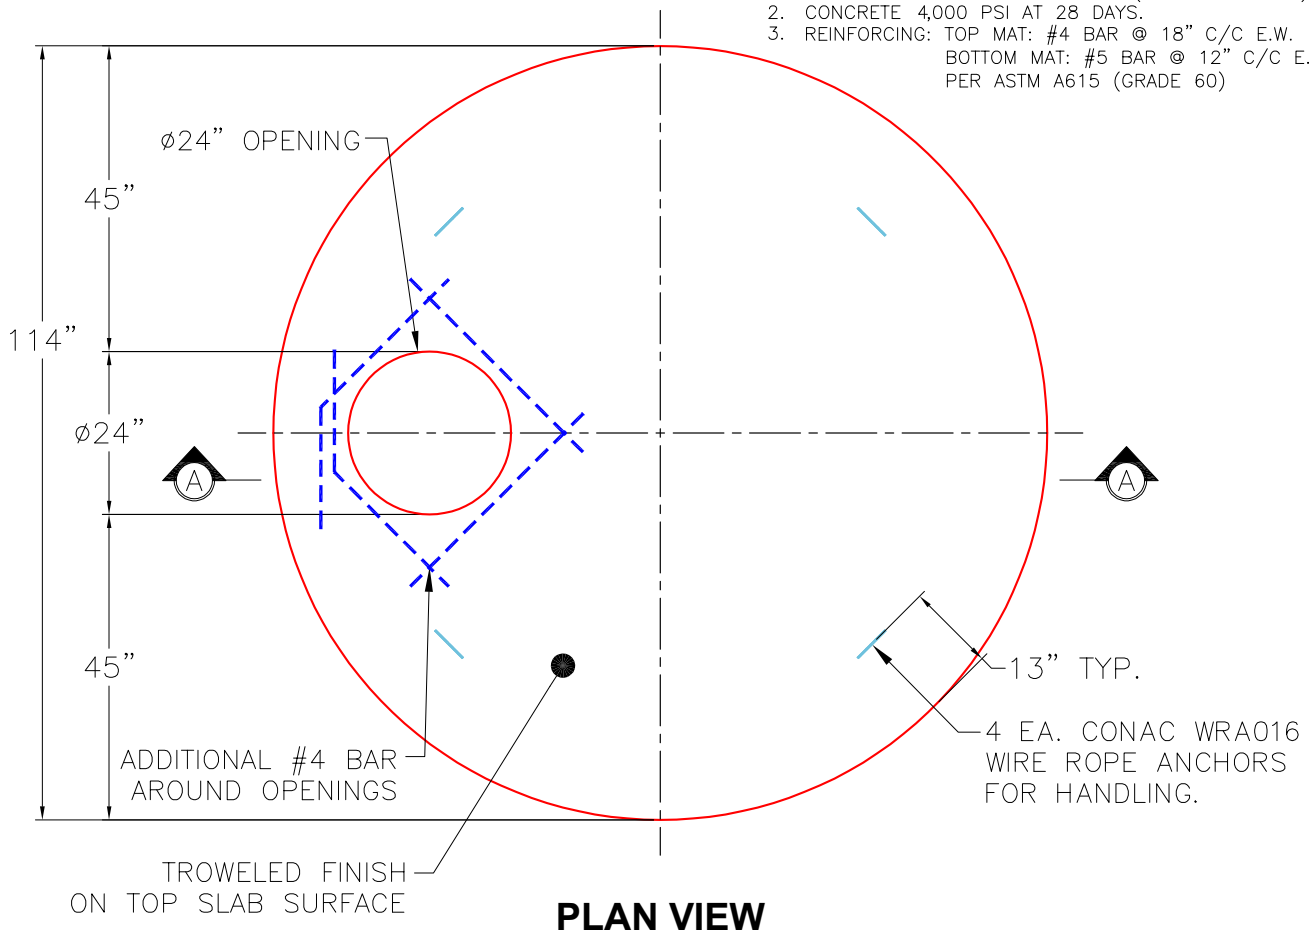 2. CONCRETE 4,000 PSI AT 28 DAYS.
3. REINFORCING: TOP MAT: #4 BAR @ 18" C/C E.W.
BOTTOM MAT: #5 BAR @ 12" C/C E.
PER ASTM A615 (GRADE 60)
ø24" OPENING
45"
114"
ø24"
A
A
45"
13" TYP.
4 EA. CONAC WRA016
WIRE ROPE ANCHORS
FOR HANDLING.
ADDITIONAL #4 BAR
AROUND OPENINGS
TROWELED FINISH
ON TOP SLAB SURFACE
PLAN VIEW